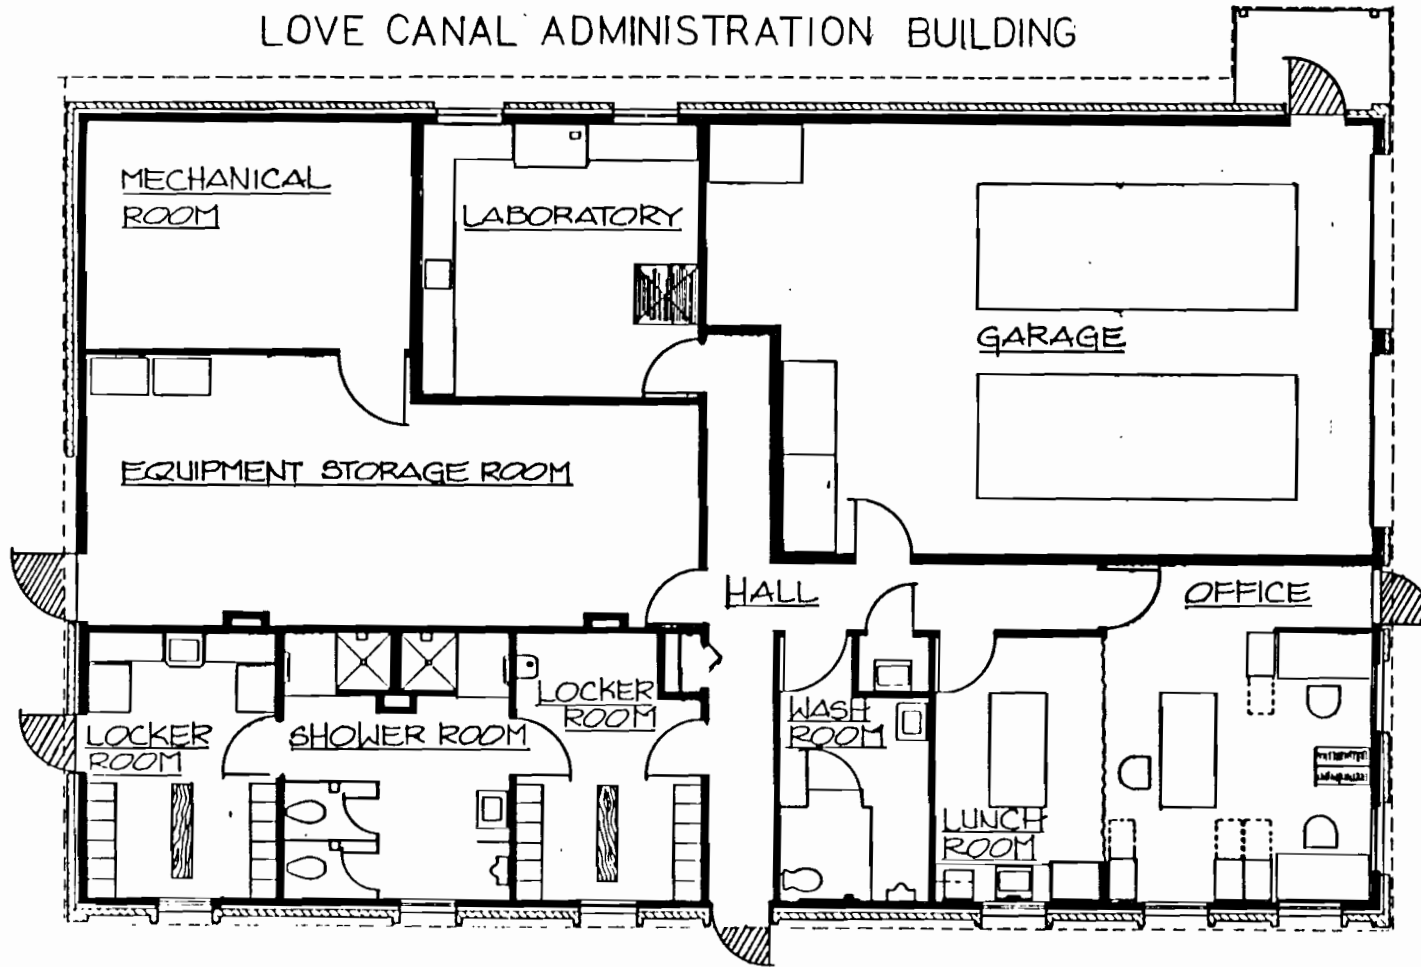 LOVE CANAL ADMINISTRATION BUILDING
MECHANICAL
ROOM
LABORATORY
GARAGE
EQUIPMENT STORAGE ROOM
HALL
OFFICE
LOCKER
ROOM
SHOWER ROOM
LOCKER
ROOM
WASH
ROOM
LUNCH
ROOM